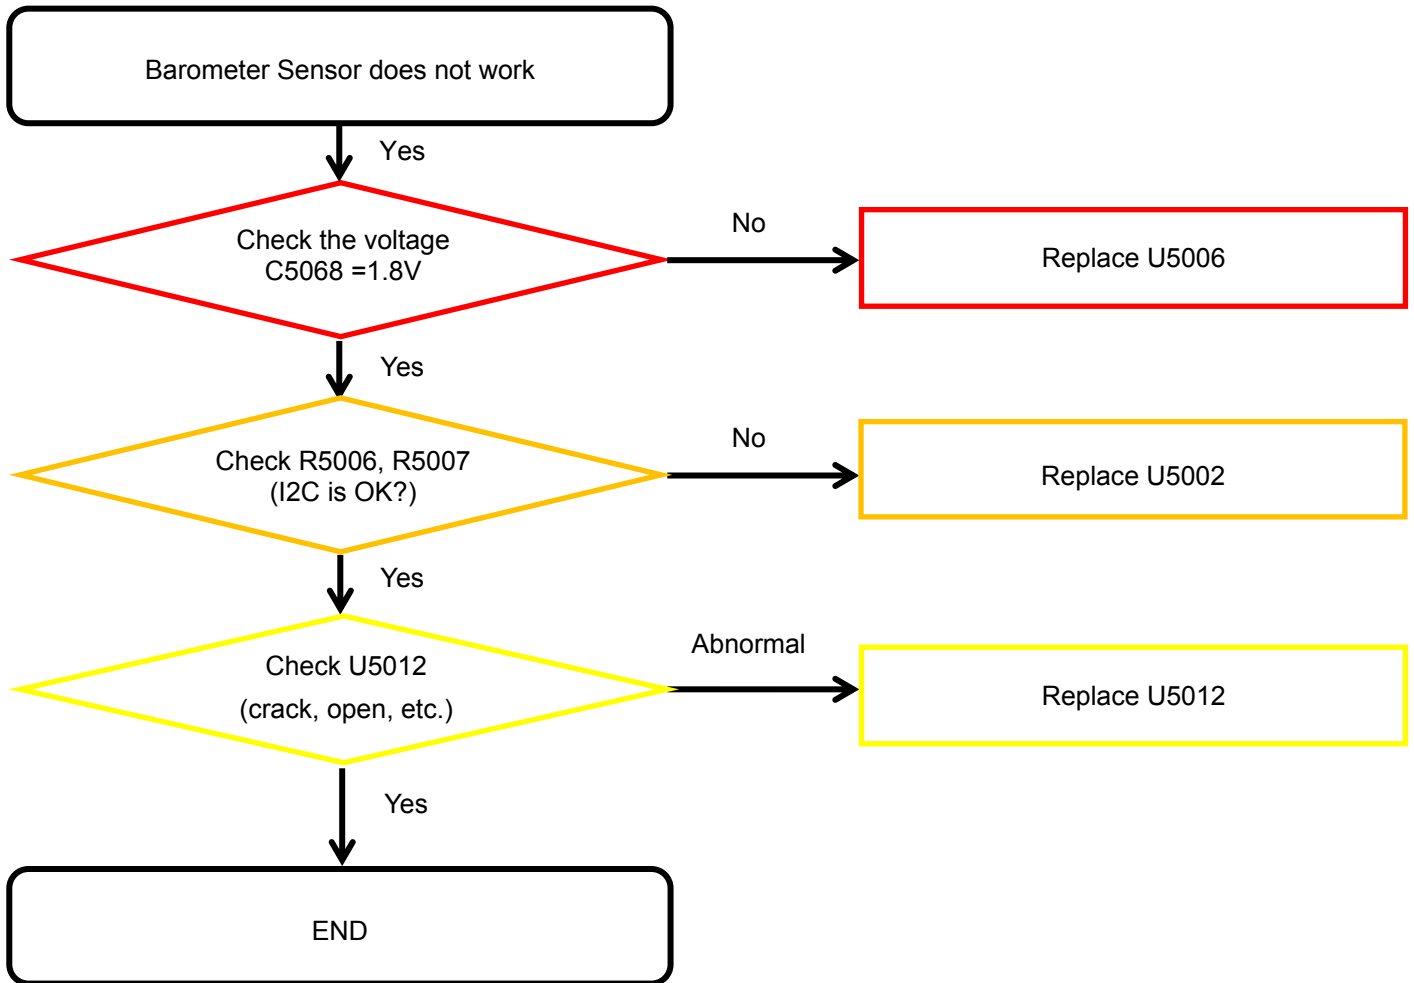 Barometer Sensor does not work
Yes
Check the voltage
C5068 =1.8V
No
Replace U5006
Yes
Check R5006, R5007
(I2C is OK?)
No
Replace U5002
Yes
Check U5012
(crack, open, etc.)
Abnormal
Replace U5012
Yes
END